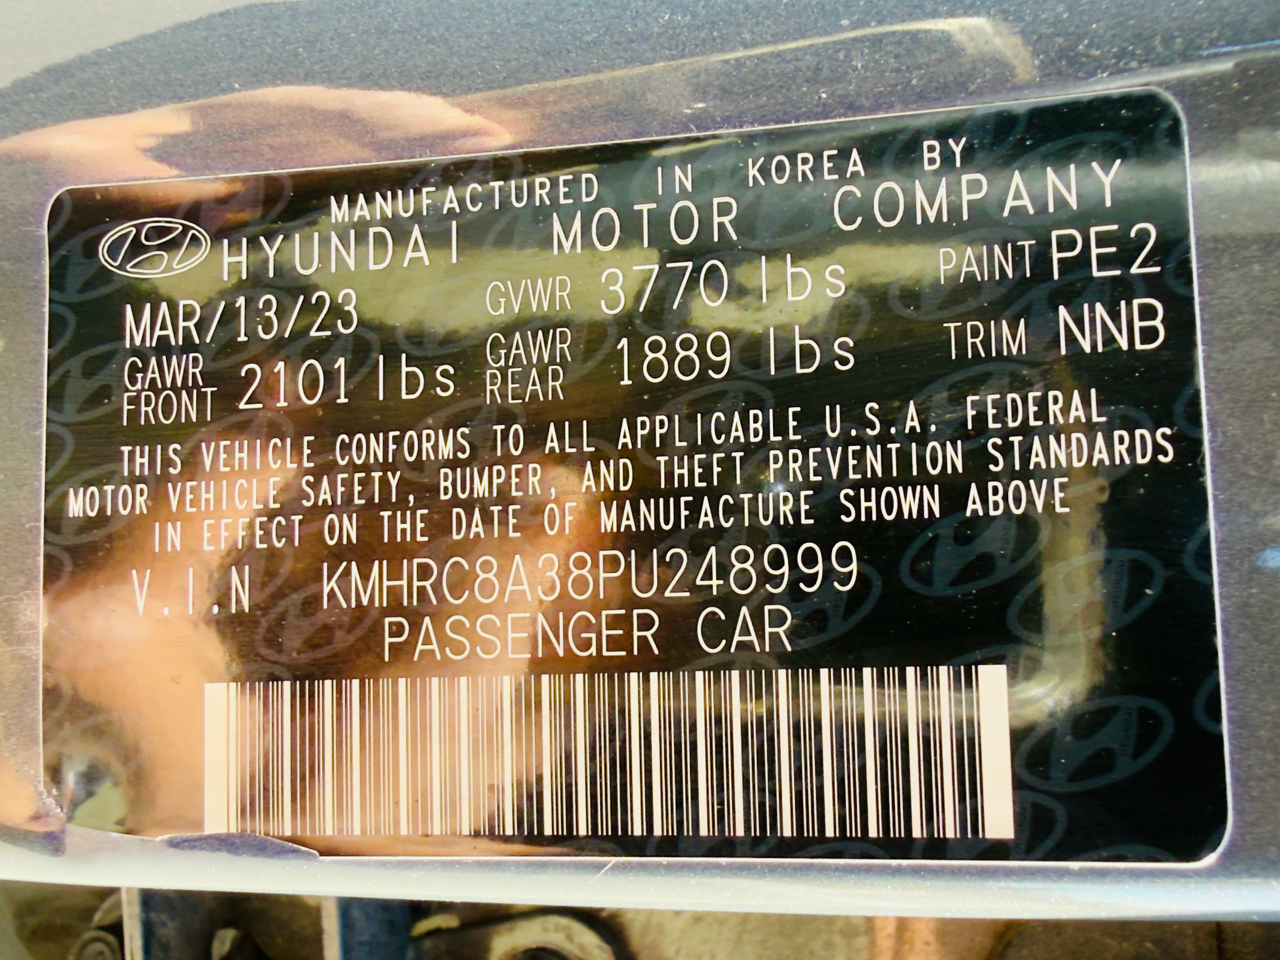 MANUFACTURED IN KOREA BY
HYUNDAI MOTOR COMPANY
MAR/13/23 GVWR 3770 lbs PAINT PE2
GAWR FRONT 2101 lbs GAWR REAR 1889 lbs TRIM NNB
THIS VEHICLE CONFORMS TO ALL APPLICABLE U.S.A. FEDERAL
MOTOR VEHICLE SAFETY, BUMPER, AND THEFT PREVENTION STANDARDS
IN EFFECT ON THE DATE OF MANUFACTURE SHOWN ABOVE
V.I.N KMHRC8A38PU248999
PASSENGER CAR